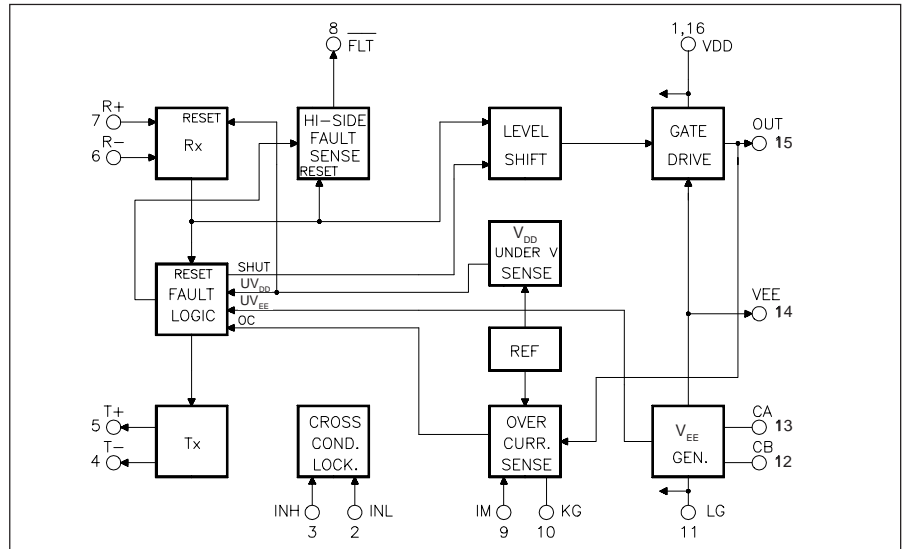 8
FLT
1,16
VDD
R+
7
R-
6
RESET
Rx
HI-SIDE
FAULT
SENSE
RESET
LEVEL
SHIFT
GATE
DRIVE
OUT
15
VDD
UNDER V
SENSE
RESET
FAULT
LOGIC
SHUT
UVDD
UVEE
OC
VEE
14
REF
T+
5
T-
4
Tx
CROSS
COND.
LOCK.
OVER
CURR.
SENSE
VEE
GEN.
CA
13
CB
12
INH
3
INL
2
IM
9
KG
10
LG
11